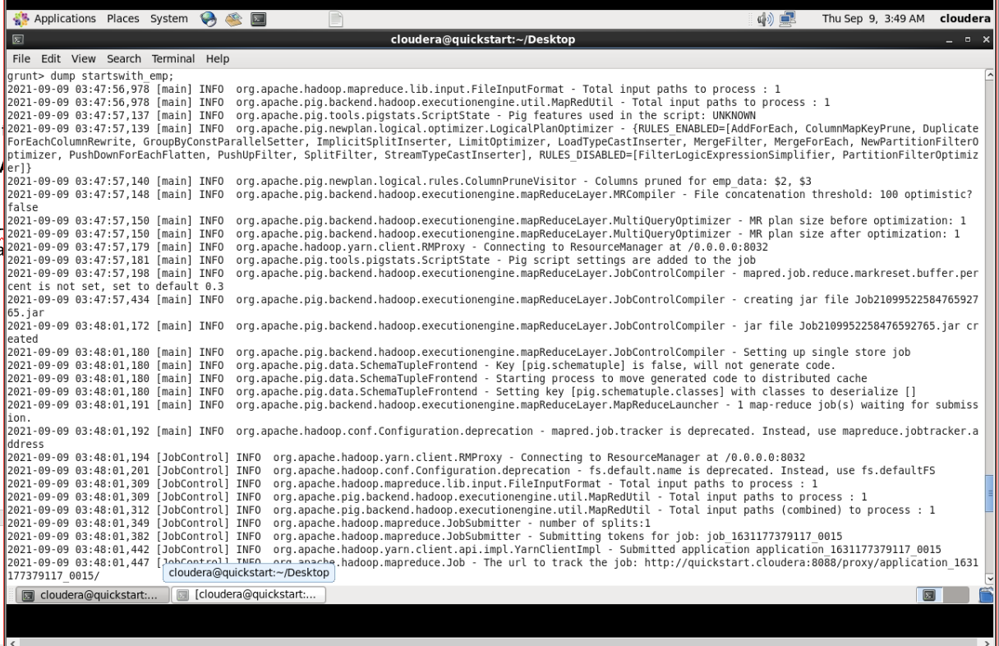 Applications Places System Thu Sep 9, 3:49 AM cloudera
cloudera@quickstart:~/Desktop
File Edit View Search Terminal Help
grunt> dump startswith_emp;
2021-09-09 03:47:56,978 [main] INFO  org.apache.hadoop.mapreduce.lib.input.FileInputFormat - Total input paths to process : 1
2021-09-09 03:47:56,978 [main] INFO  org.apache.pig.backend.hadoop.executionengine.util.MapRedUtil - Total input paths to process : 1
2021-09-09 03:47:57,137 [main] INFO  org.apache.pig.tools.pigstats.ScriptState - Pig features used in the script: UNKNOWN
2021-09-09 03:47:57,139 [main] INFO  org.apache.pig.newplan.logical.optimizer.LogicalPlanOptimizer - {RULES_ENABLED=[AddForEach, ColumnMapKeyPrune, Duplicate
ForEachColumnRewrite, GroupByConstParallelSetter, ImplicitSplitInserter, LimitOptimizer, LoadTypeCastInserter, MergeFilter, MergeForEach, NewPartitionFilterO
ptimizer, PushDownForEachFlatten, PushUpFilter, SplitFilter, StreamTypeCastInserter], RULES_DISABLED=[FilterLogicExpressionSimplifier, PartitionFilterOptimiz
er]}
2021-09-09 03:47:57,140 [main] INFO  org.apache.pig.newplan.logical.rules.ColumnPruneVisitor - Columns pruned for emp_data: $2, $3
2021-09-09 03:47:57,148 [main] INFO  org.apache.pig.backend.hadoop.executionengine.mapReduceLayer.MRCompiler - File concatenation threshold: 100 optimistic?
false
2021-09-09 03:47:57,150 [main] INFO  org.apache.pig.backend.hadoop.executionengine.mapReduceLayer.MultiQueryOptimizer - MR plan size before optimization: 1
2021-09-09 03:47:57,150 [main] INFO  org.apache.pig.backend.hadoop.executionengine.mapReduceLayer.MultiQueryOptimizer - MR plan size after optimization: 1
2021-09-09 03:47:57,179 [main] INFO  org.apache.hadoop.yarn.client.RMProxy - Connecting to ResourceManager at /0.0.0.0:8032
2021-09-09 03:47:57,181 [main] INFO  org.apache.pig.tools.pigstats.ScriptState - Pig script settings are added to the job
2021-09-09 03:47:57,198 [main] INFO  org.apache.pig.backend.hadoop.executionengine.mapReduceLayer.JobControlCompiler - mapred.job.reduce.markreset.buffer.per
cent is not set, set to default 0.3
2021-09-09 03:47:57,434 [main] INFO  org.apache.pig.backend.hadoop.executionengine.mapReduceLayer.JobControlCompiler - creating jar file Job21099522584765927
65.jar
2021-09-09 03:48:01,172 [main] INFO  org.apache.pig.backend.hadoop.executionengine.mapReduceLayer.JobControlCompiler - jar file Job2109952258476592765.jar cr
eated
2021-09-09 03:48:01,180 [main] INFO  org.apache.pig.backend.hadoop.executionengine.mapReduceLayer.JobControlCompiler - Setting up single store job
2021-09-09 03:48:01,180 [main] INFO  org.apache.pig.data.SchemaTupleFrontend - Key [pig.schematuple] is false, will not generate code.
2021-09-09 03:48:01,180 [main] INFO  org.apache.pig.data.SchemaTupleFrontend - Starting process to move generated code to distributed cache
2021-09-09 03:48:01,180 [main] INFO  org.apache.pig.data.SchemaTupleFrontend - Setting key [pig.schematuple.classes] with classes to deserialize []
2021-09-09 03:48:01,191 [main] INFO  org.apache.pig.backend.hadoop.executionengine.mapReduceLayer.MapReduceLauncher - 1 map-reduce job(s) waiting for submiss
ion.
2021-09-09 03:48:01,192 [main] INFO  org.apache.hadoop.conf.Configuration.deprecation - mapred.job.tracker is deprecated. Instead, use mapreduce.jobtracker.a
ddress
2021-09-09 03:48:01,194 [JobControl] INFO  org.apache.hadoop.yarn.client.RMProxy - Connecting to ResourceManager at /0.0.0.0:8032
2021-09-09 03:48:01,201 [JobControl] INFO  org.apache.hadoop.conf.Configuration.deprecation - fs.default.name is deprecated. Instead, use fs.defaultFS
2021-09-09 03:48:01,309 [JobControl] INFO  org.apache.hadoop.mapreduce.lib.input.FileInputFormat - Total input paths to process : 1
2021-09-09 03:48:01,309 [JobControl] INFO  org.apache.pig.backend.hadoop.executionengine.util.MapRedUtil - Total input paths to process : 1
2021-09-09 03:48:01,312 [JobControl] INFO  org.apache.pig.backend.hadoop.executionengine.util.MapRedUtil - Total input paths (combined) to process : 1
2021-09-09 03:48:01,349 [JobControl] INFO  org.apache.hadoop.mapreduce.JobSubmitter - number of splits:1
2021-09-09 03:48:01,382 [JobControl] INFO  org.apache.hadoop.mapreduce.JobSubmitter - Submitting tokens for job: job_1631177379117_0015
2021-09-09 03:48:01,442 [JobControl] INFO  org.apache.hadoop.yarn.client.api.impl.YarnClientImpl - Submitted application application_1631177379117_0015
2021-09-09 03:48:01,447 [JobControl] INFO  org.apache.hadoop.mapreduce.Job - The url to track the job: http://quickstart.cloudera:8088/proxy/application_1631
cloudera@quickstart:~/Desktop
177379117_0015/
cloudera@quickstart:... [cloudera@quickstart:...